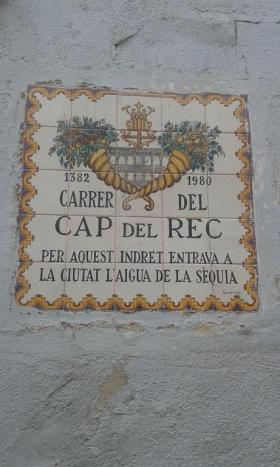 1382 1980
CARRER DEL
CAP DEL REC
PER AQUEST INDRET ENTRAVA A
LA CIUTAT L'AIGUA DE LA SÈQUIA